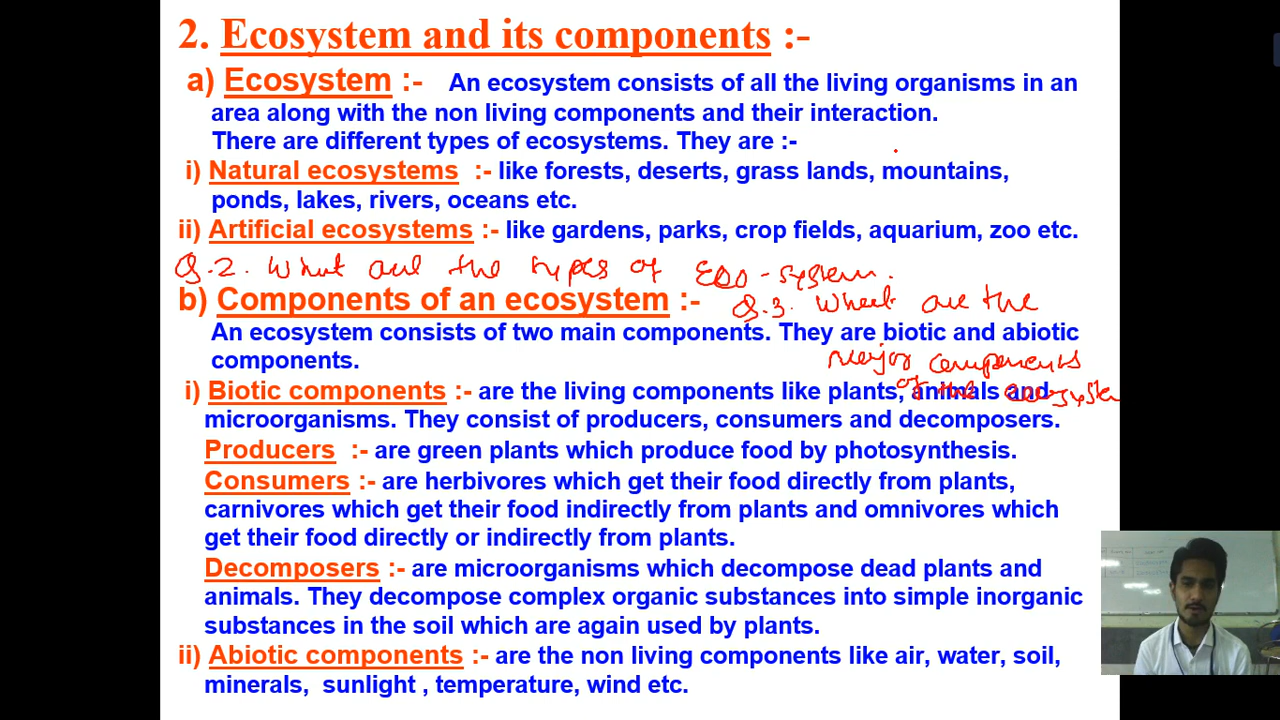 2. Ecosystem and its components :-
a) Ecosystem :- An ecosystem consists of all the living organisms in an
area along with the non living components and their interaction.
There are different types of ecosystems. They are :-
i) Natural ecosystems :- like forests, deserts, grass lands, mountains,
ponds, lakes, rivers, oceans etc.
ii) Artificial ecosystems :- like gardens, parks, crop fields, aquarium, zoo etc.
Q.2. What are the types of Eco-system.
b) Components of an ecosystem :-
Q.3. What are the
An ecosystem consists of two main components. They are biotic and abiotic
components.
major components
of the ecosystem
i) Biotic components :- are the living components like plants, animals and
microorganisms. They consist of producers, consumers and decomposers.
Producers :- are green plants which produce food by photosynthesis.
Consumers :- are herbivores which get their food directly from plants,
carnivores which get their food indirectly from plants and omnivores which
get their food directly or indirectly from plants.
Decomposers :- are microorganisms which decompose dead plants and
animals. They decompose complex organic substances into simple inorganic
substances in the soil which are again used by plants.
ii) Abiotic components :- are the non living components like air, water, soil,
minerals, sunlight , temperature, wind etc.